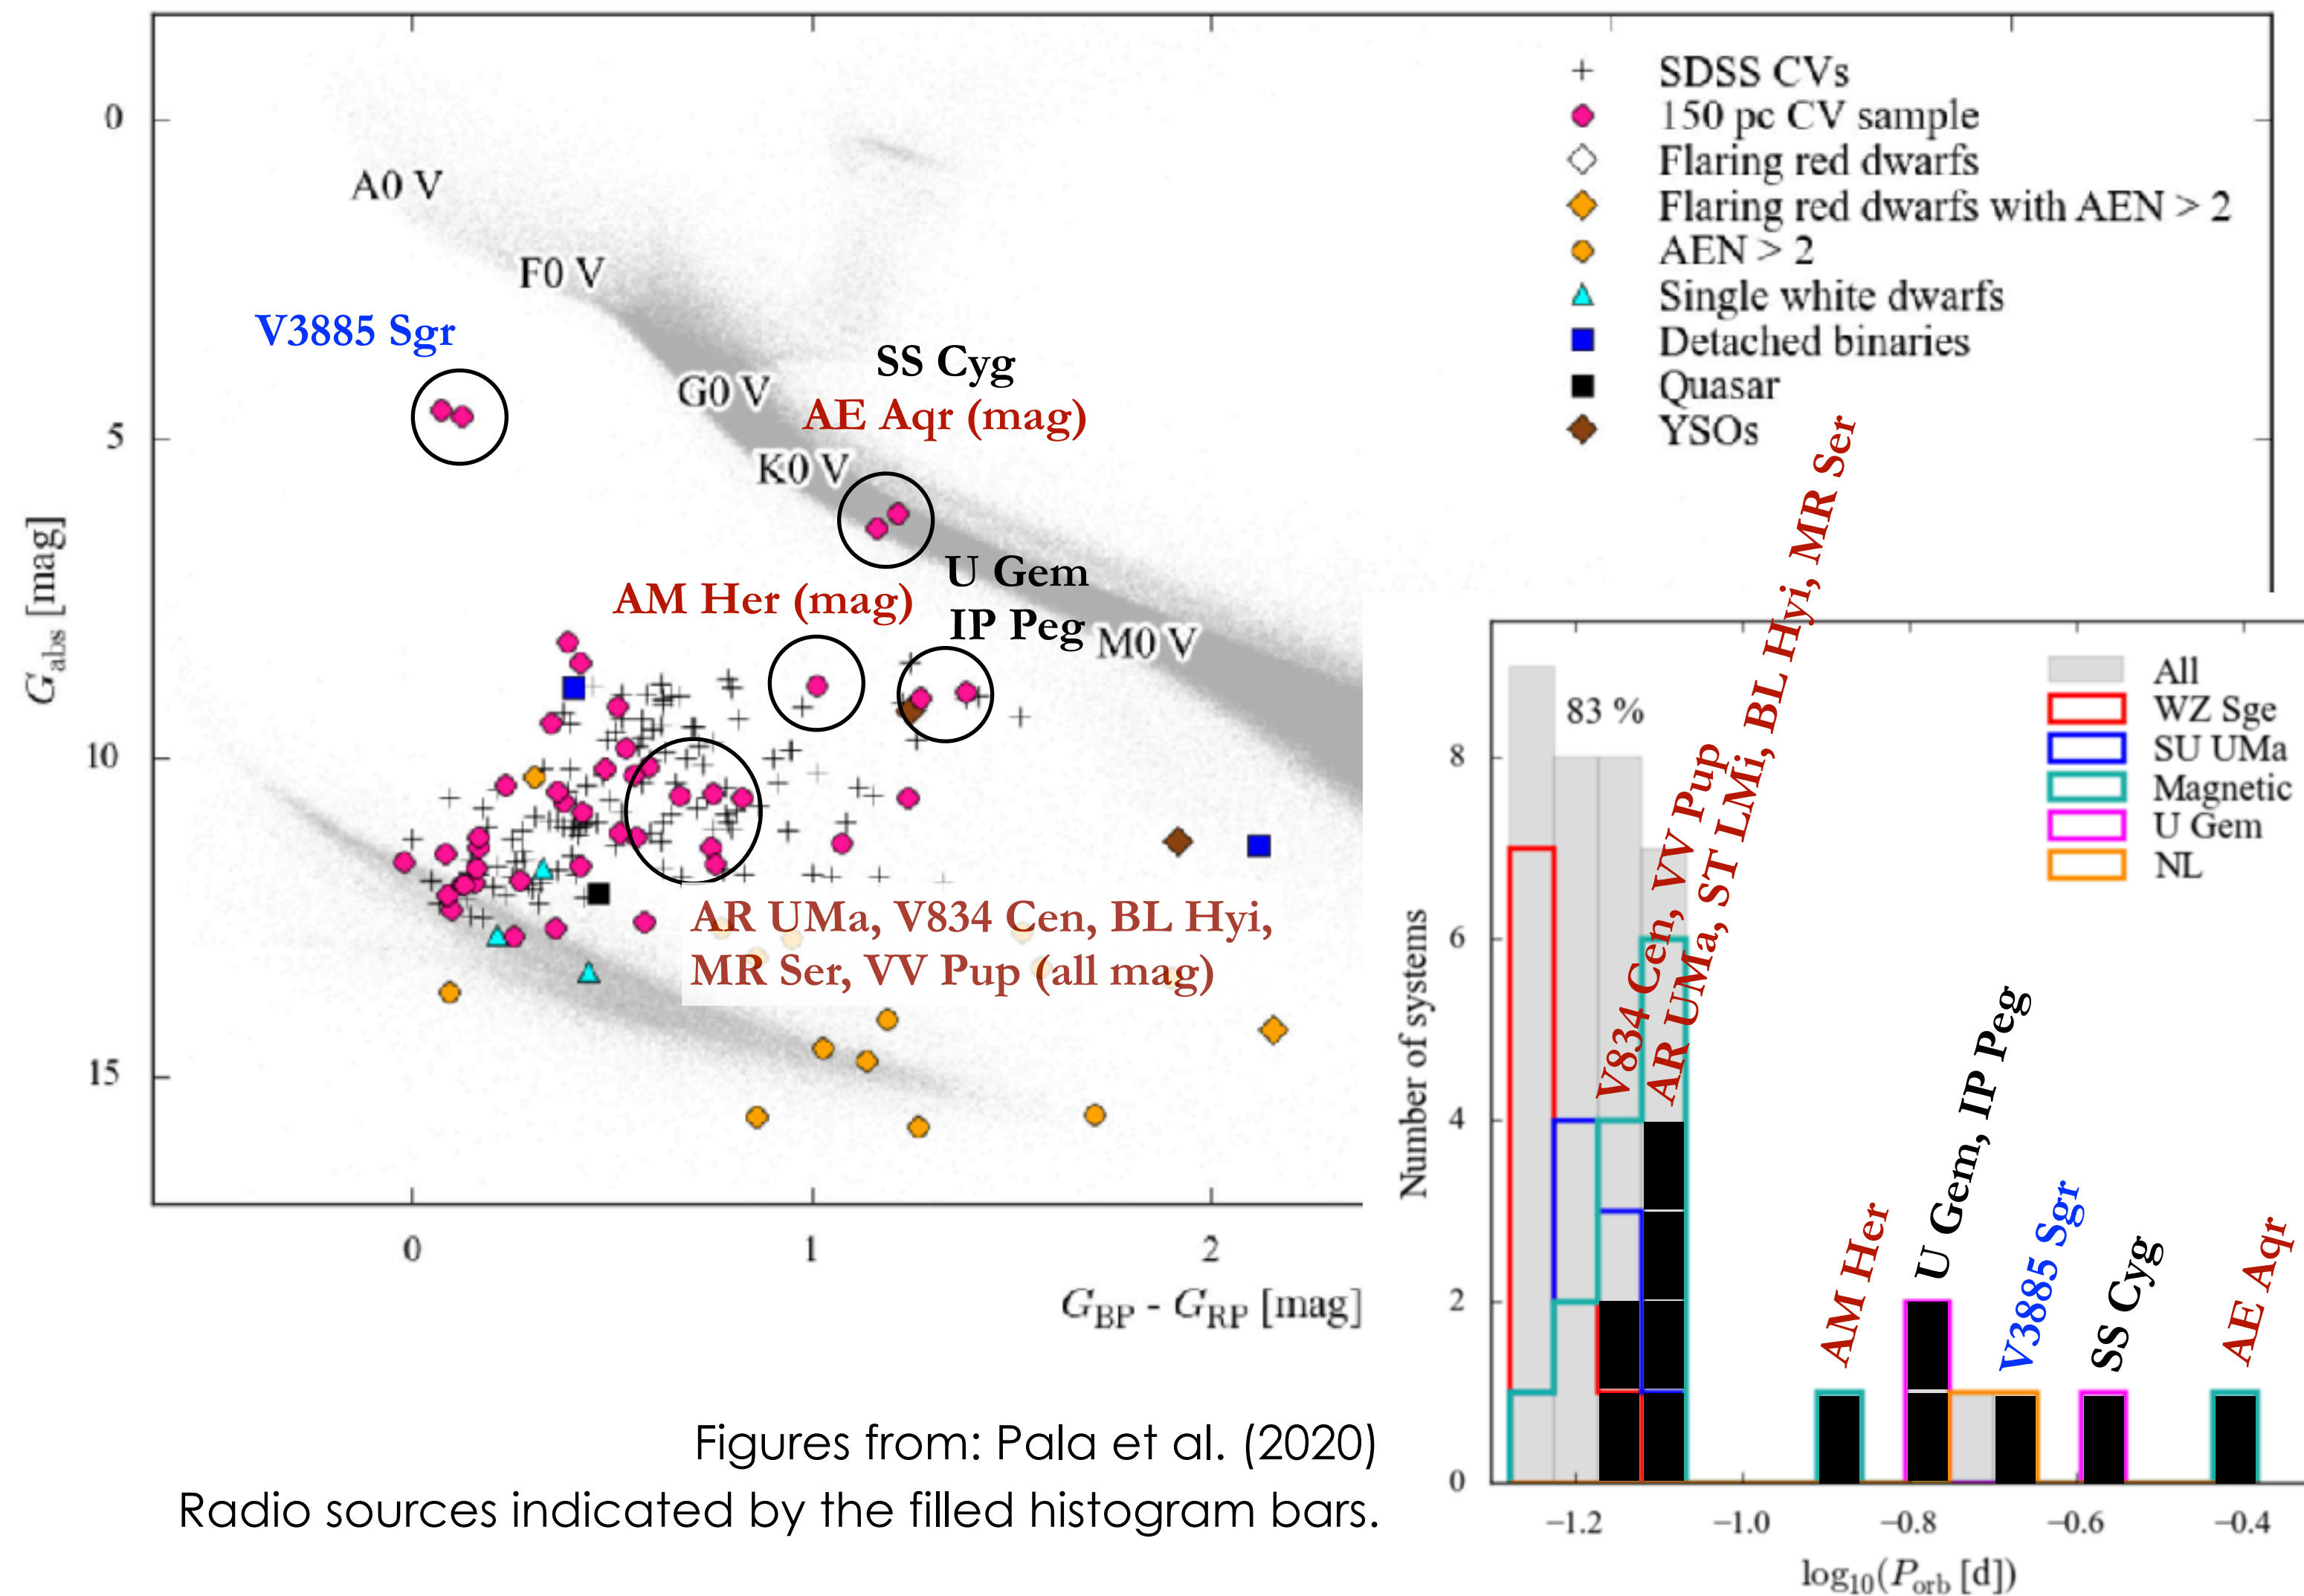 0
5
10
15
G_abs [mag]
0
1
2
G_BP - G_RP [mag]
A0 V
F0 V
G0 V
K0 V
M0 V
V3885 Sgr
SS Cyg
AE Aqr (mag)
AM Her (mag)
U Gem
IP Peg
AR UMa, V834 Cen, BL Hyi,
MR Ser, VV Pup (all mag)
SDSS CVs
150 pc CV sample
Flaring red dwarfs
Flaring red dwarfs with AEN > 2
AEN > 2
Single white dwarfs
Detached binaries
Quasar
YSOs
83 %
All
WZ Sge
SU UMa
Magnetic
U Gem
NL
V834 Cen, VV Pup
AR UMa, ST LMi, BL Hyi, MR Ser
AM Her
U Gem, IP Peg
V3885 Sgr
SS Cyg
AE Aqr
Number of systems
8
6
4
2
0
−1.2
−1.0
−0.8
−0.6
−0.4
log10(P_orb [d])
Figures from: Pala et al. (2020)
Radio sources indicated by the filled histogram bars.